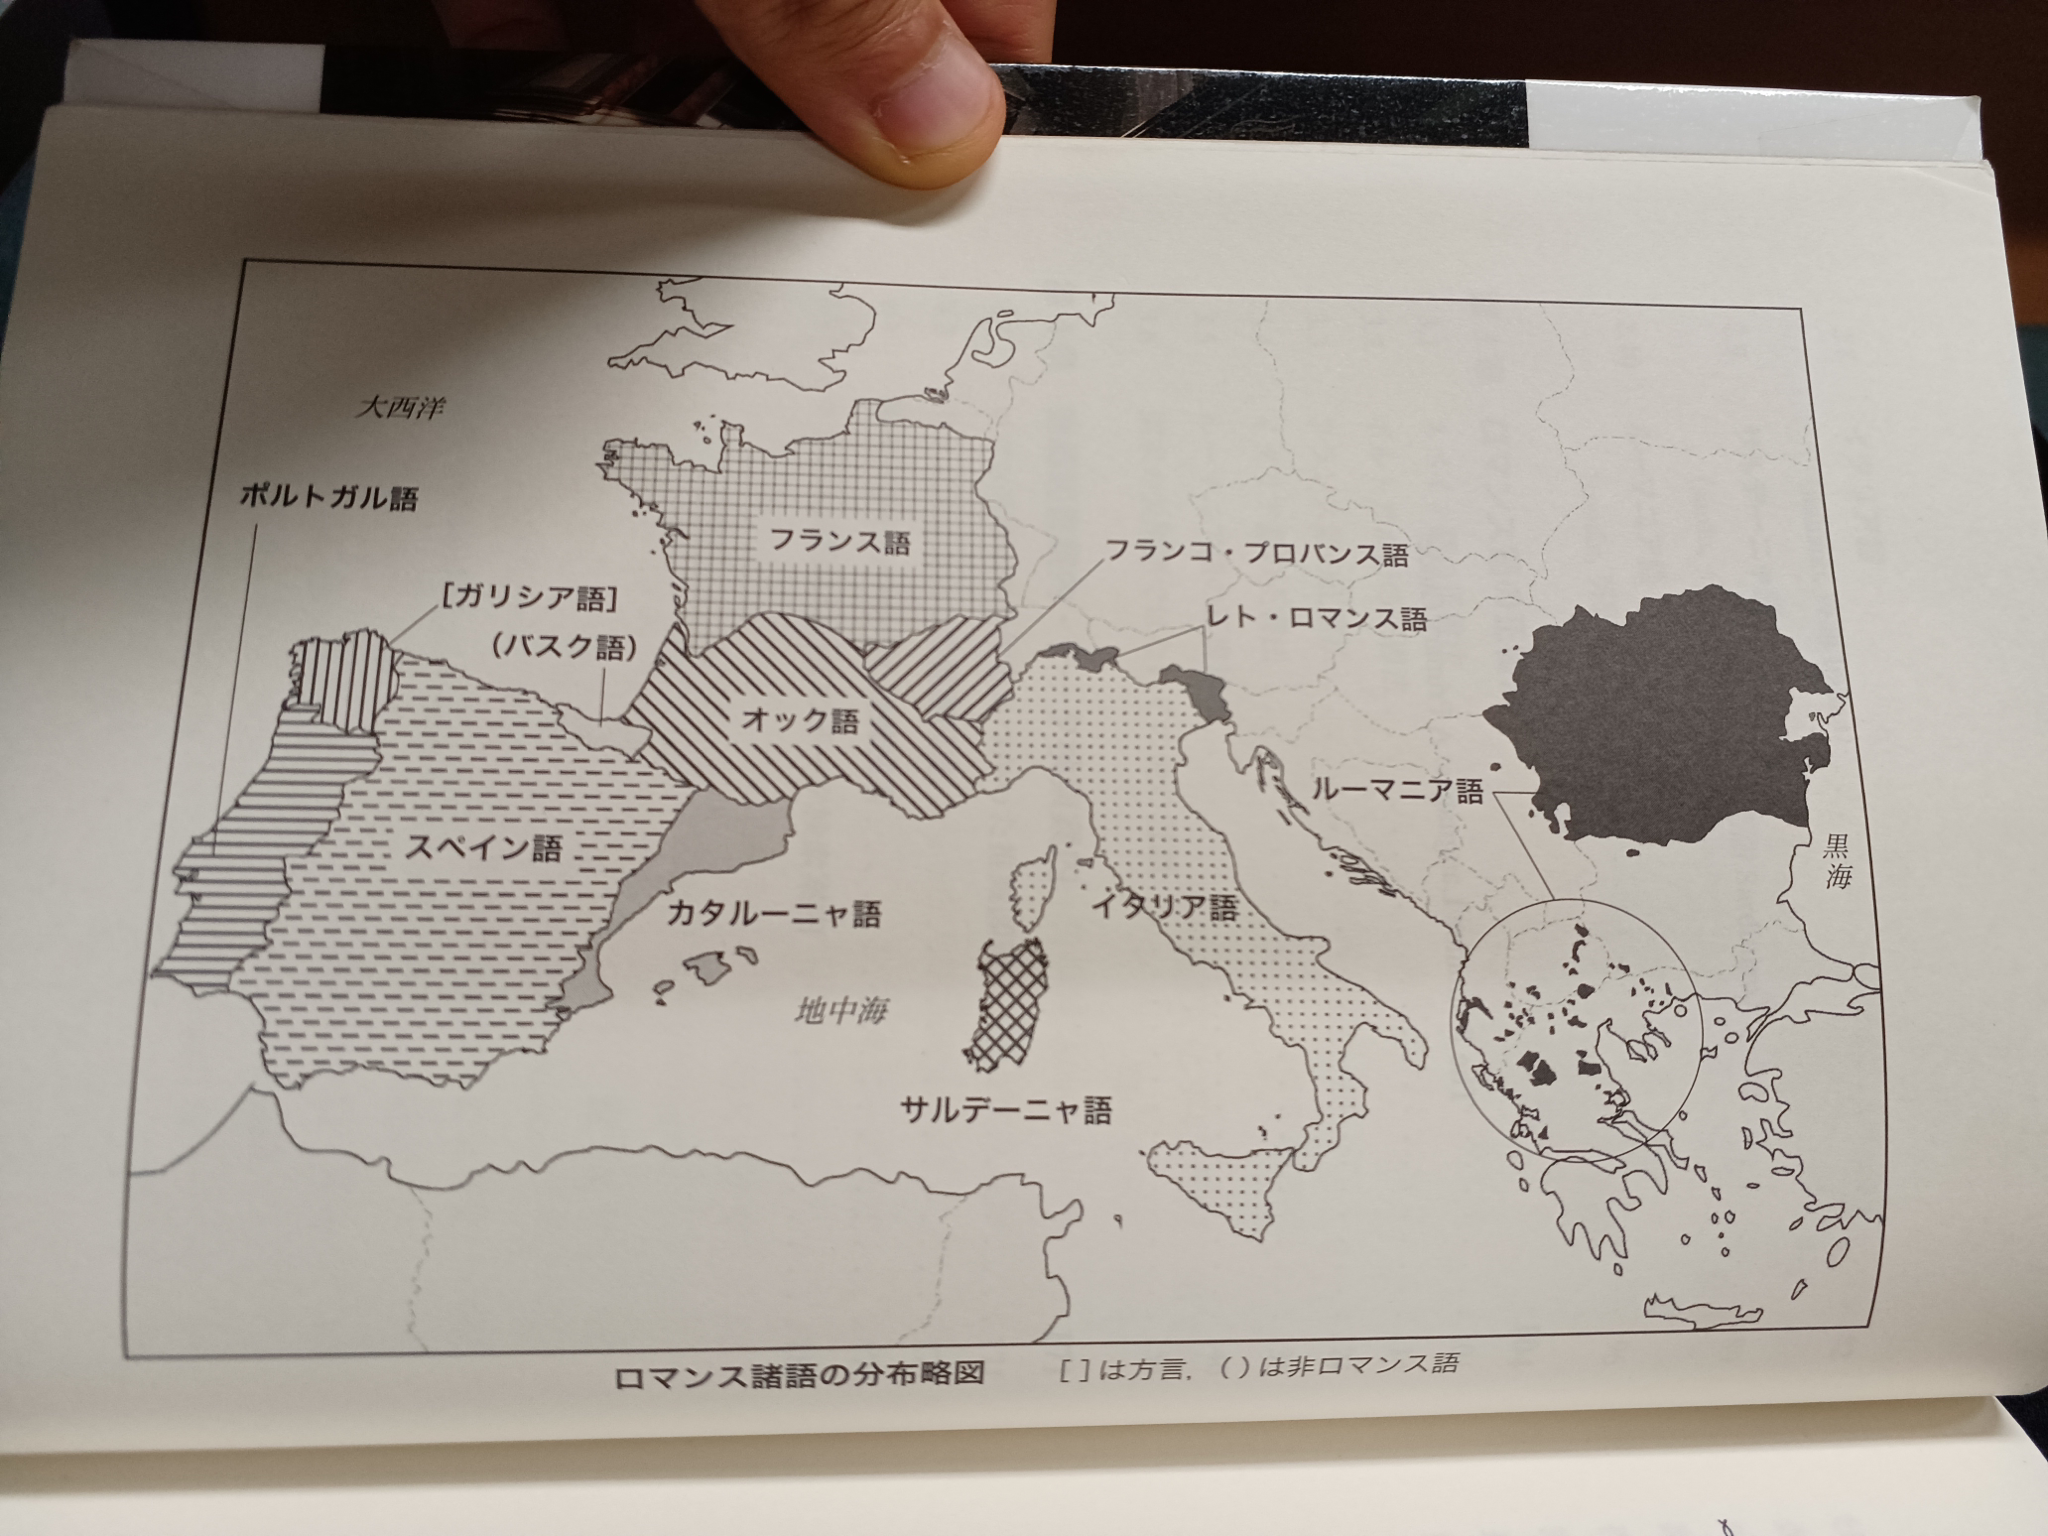 大西洋
ポルトガル語
フランス語
フランコ・プロバンス語
[ガリシア語]
レト・ロマンス語
(バスク語)
オック語
ルーマニア語
スペイン語
黒海
カタルーニャ語
イタリア語
地中海
サルデーニャ語
ロマンス諸語の分布略図 [ ]は方言, ( )は非ロマンス語